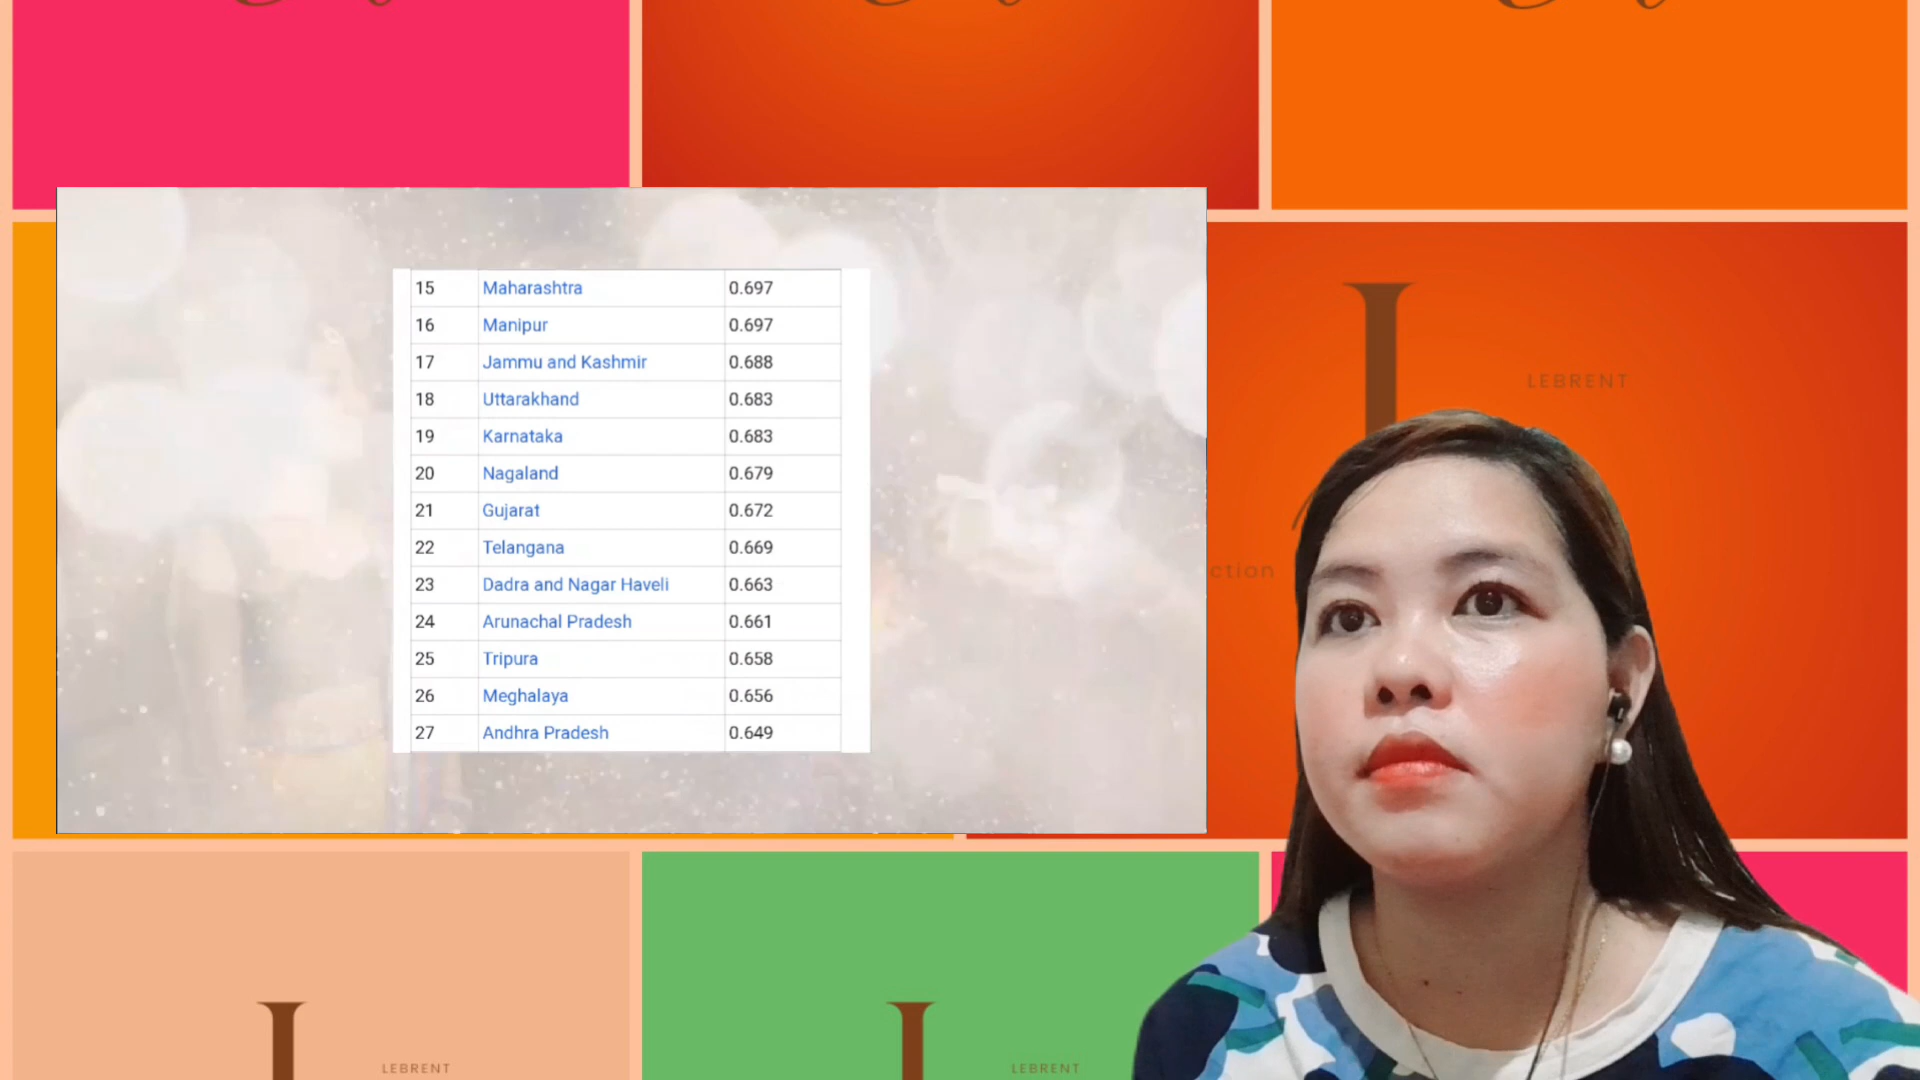 15 Maharashtra 0.697
16 Manipur 0.697
17 Jammu and Kashmir 0.688
18 Uttarakhand 0.683
19 Karnataka 0.683
20 Nagaland 0.679
21 Gujarat 0.672
22 Telangana 0.669
23 Dadra and Nagar Haveli 0.663
24 Arunachal Pradesh 0.661
25 Tripura 0.658
26 Meghalaya 0.656
27 Andhra Pradesh 0.649
L
LEBRENT
ction
L
LEBRENT
L
LEBRENT